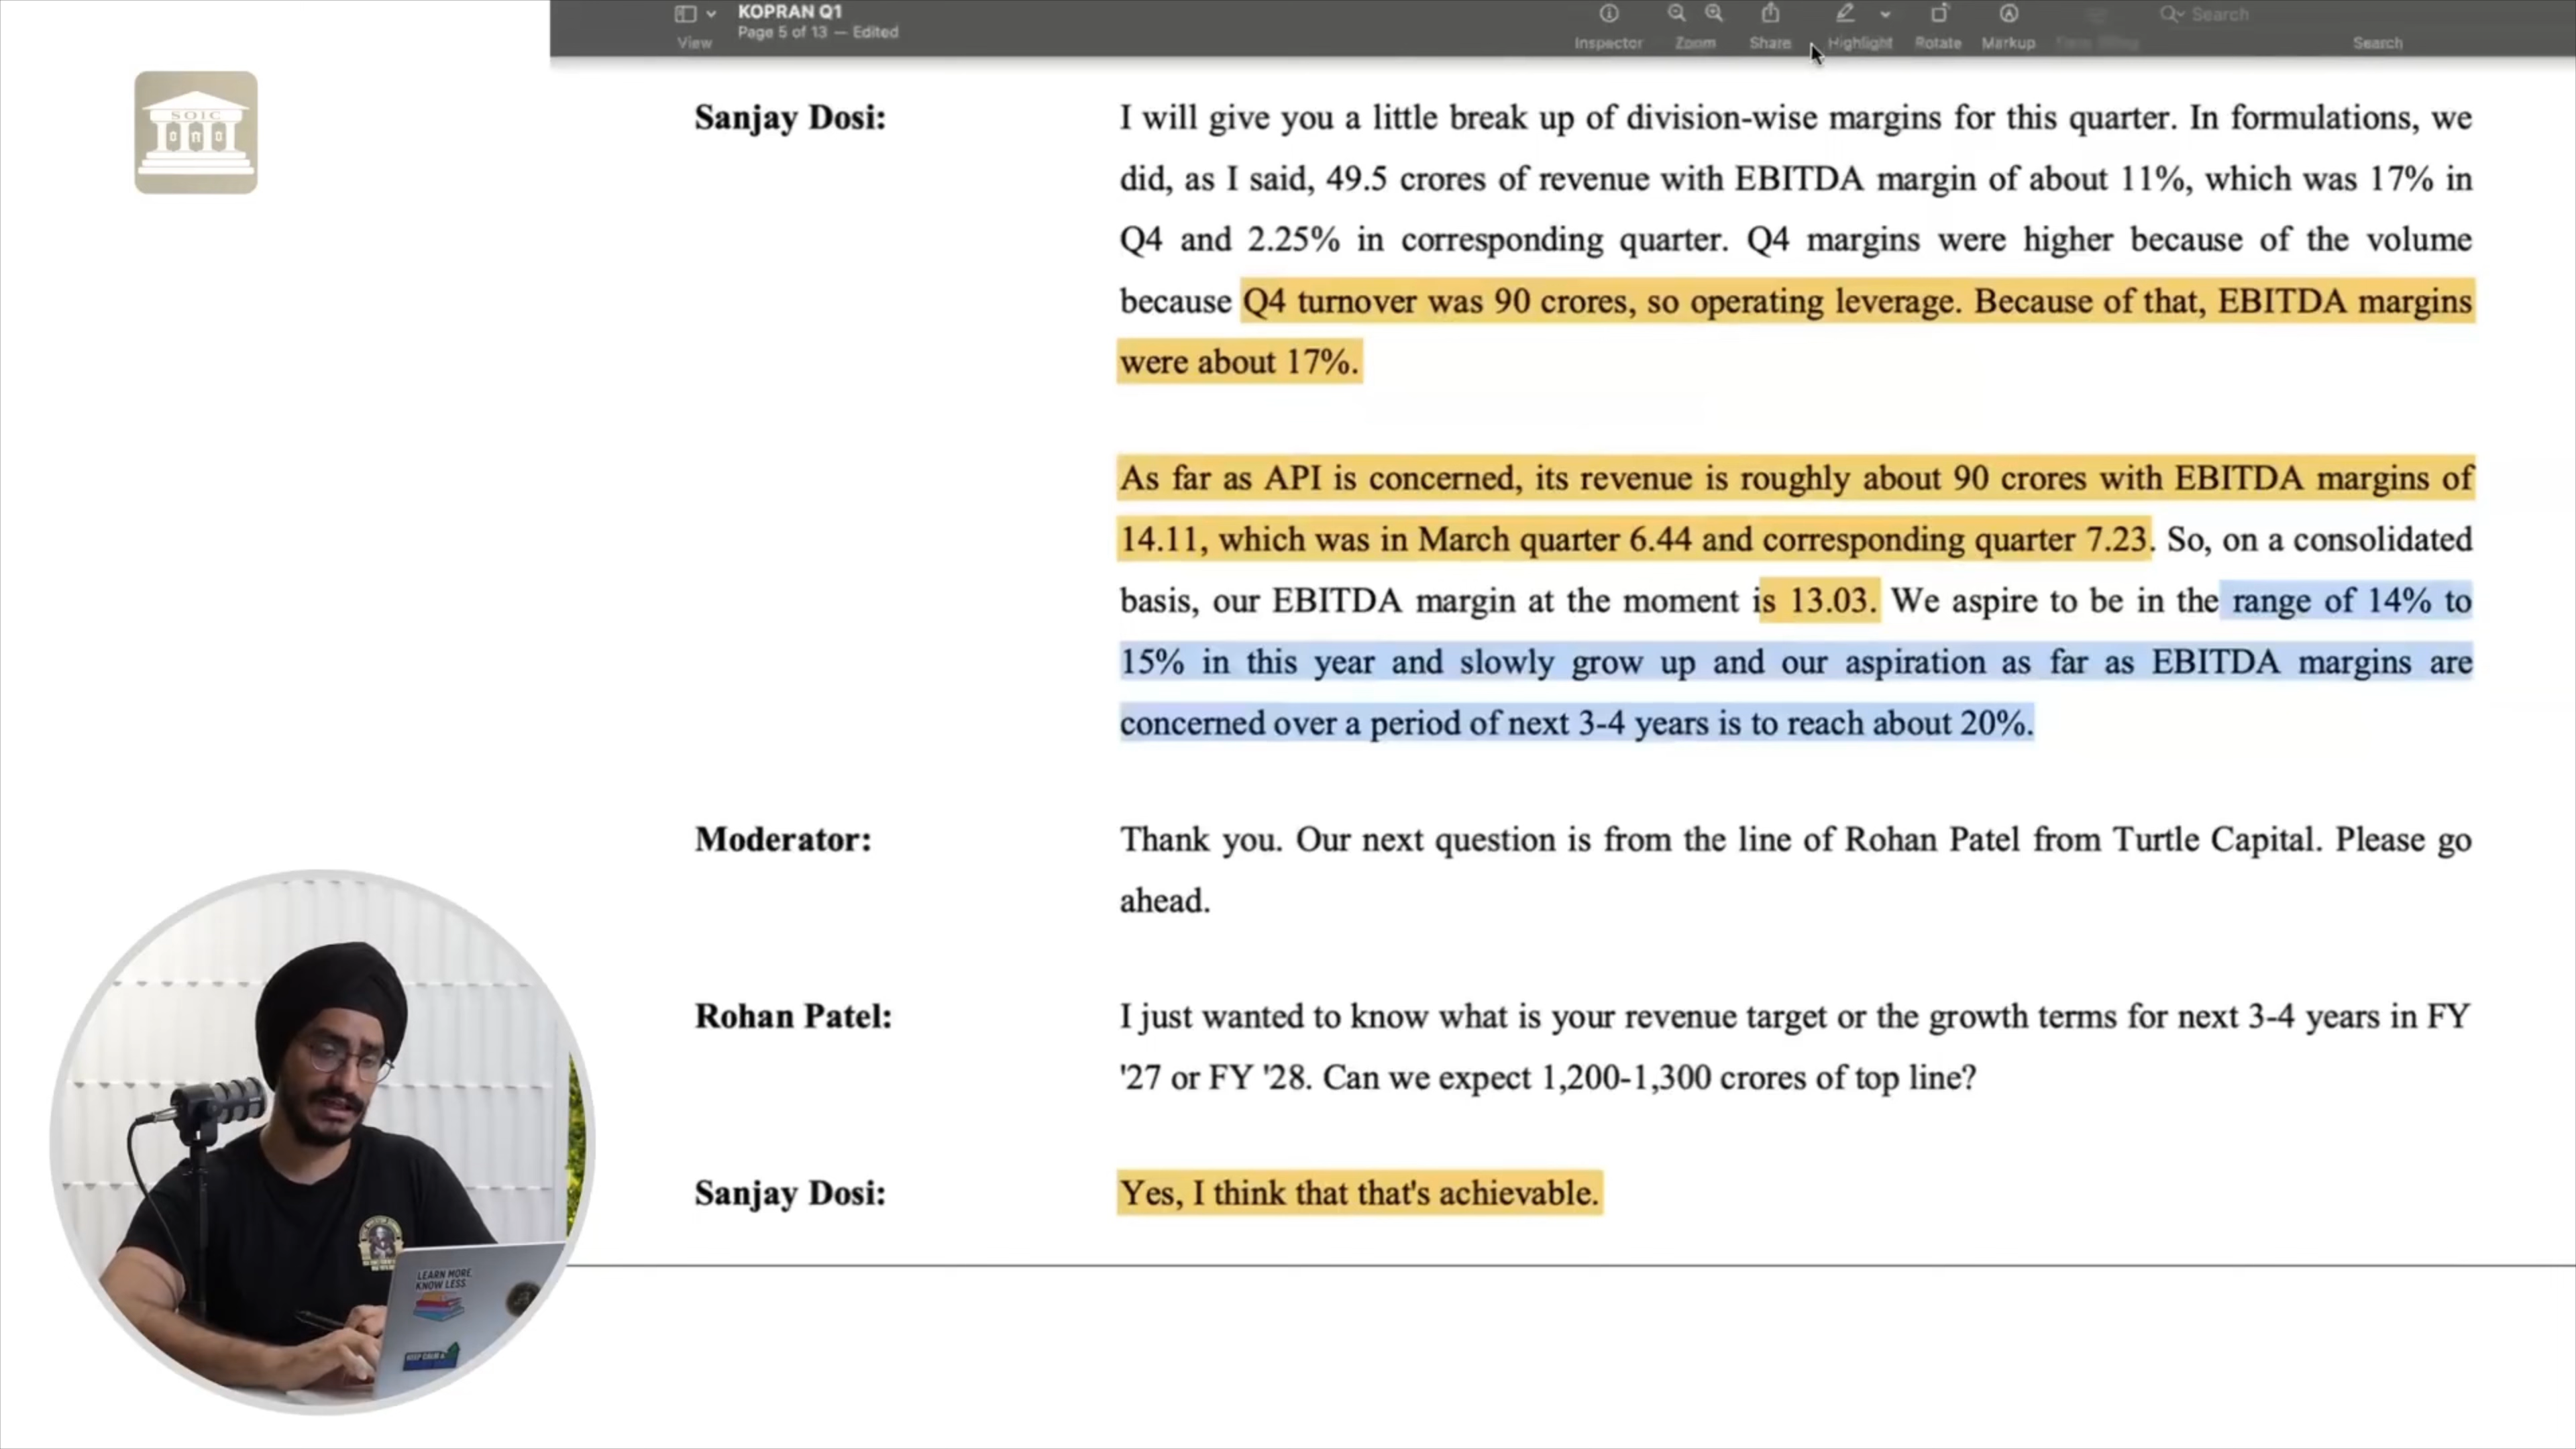 KOPRAN Q1
Page 5 of 13 — Edited
View
Inspector
Zoom
Share
Highlight
Rotate
Markup
Search
Search
SOIC
Sanjay Dosi:
I will give you a little break up of division-wise margins for this quarter. In formulations, we
did, as I said, 49.5 crores of revenue with EBITDA margin of about 11%, which was 17% in
Q4 and 2.25% in corresponding quarter. Q4 margins were higher because of the volume
because Q4 turnover was 90 crores, so operating leverage. Because of that, EBITDA margins
were about 17%.
As far as API is concerned, its revenue is roughly about 90 crores with EBITDA margins of
14.11, which was in March quarter 6.44 and corresponding quarter 7.23. So, on a consolidated
basis, our EBITDA margin at the moment is 13.03. We aspire to be in the range of 14% to
15% in this year and slowly grow up and our aspiration as far as EBITDA margins are
concerned over a period of next 3-4 years is to reach about 20%.
Moderator:
Thank you. Our next question is from the line of Rohan Patel from Turtle Capital. Please go
ahead.
Rohan Patel:
I just wanted to know what is your revenue target or the growth terms for next 3-4 years in FY
'27 or FY '28. Can we expect 1,200-1,300 crores of top line?
Sanjay Dosi:
Yes, I think that that's achievable.
LEARN MORE
KNOW LESS